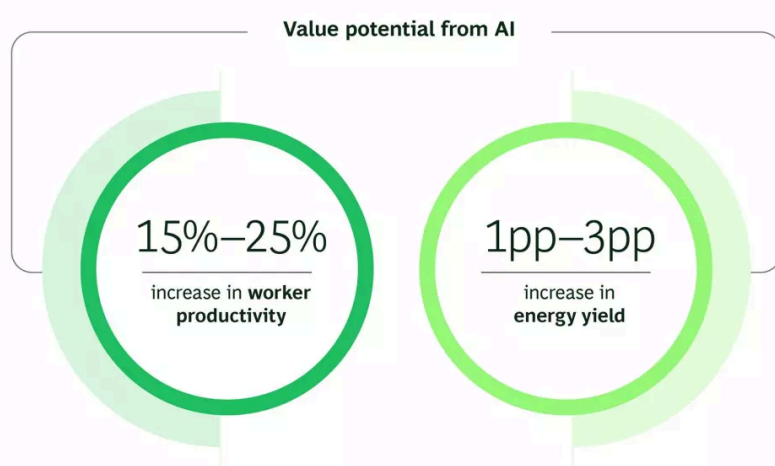 Value potential from AI
15%–25%
increase in worker
productivity
1pp–3pp
increase in
energy yield